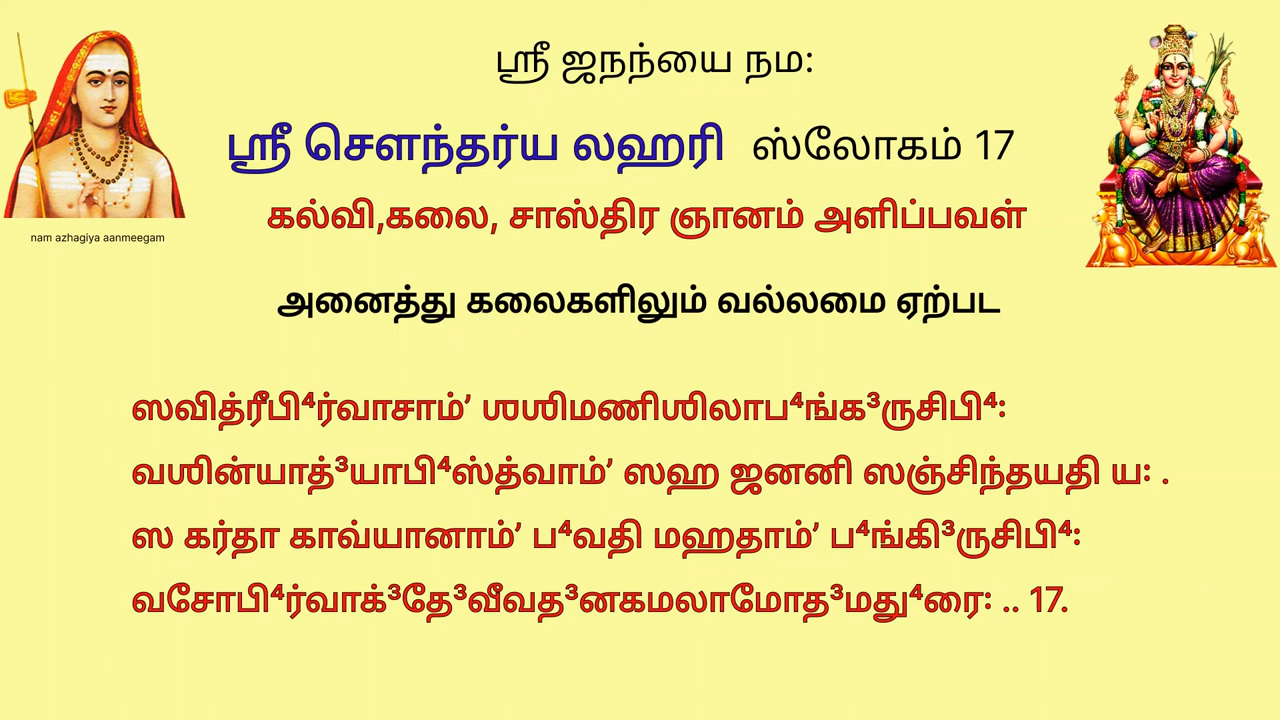 ஸ்ரீ ஜநந்யை நம:
ஸ்ரீ சௌந்தர்ய லஹரி ஸ்லோகம் 17
கல்வி,கலை, சாஸ்திர ஞானம் அளிப்பவள்
nam azhagiya aanmeegam
அனைத்து கலைகளிலும் வல்லமை ஏற்பட
ஸவித்ரீபி⁴ர்வாசாம்ʼ ஶஶிமணிஶிலாப⁴ங்க³ருசிபி⁴꞉
வஶின்யாத்³யாபி⁴ஸ்த்வாம்ʼ ஸஹ ஜனனி ஸஞ்சிந்தயதி ய꞉ .
ஸ கர்தா காவ்யானாம்ʼ ப⁴வதி மஹதாம்ʼ ப⁴ங்கி³ருசிபி⁴꞉
வசோபி⁴ர்வாக்³தே³வீவத³னகமலாமோத³மது⁴ரை꞉ .. 17.